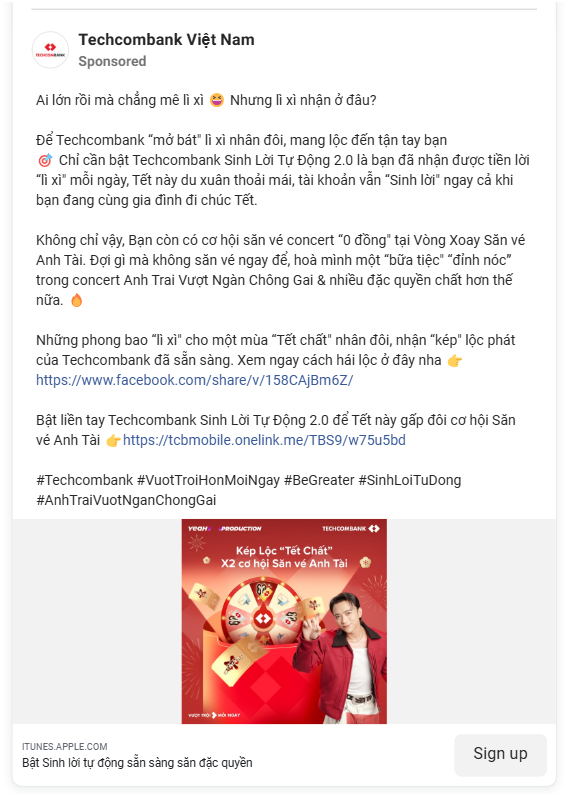 Techcombank Việt Nam
Sponsored
Ai lớn rồi mà chẳng mê lì xì 😆 Nhưng lì xì nhận ở đâu?
Để Techcombank “mở bát" lì xì nhân đôi, mang lộc đến tận tay bạn
🎯 Chỉ cần bật Techcombank Sinh Lời Tự Động 2.0 là bạn đã nhận được tiền lời
“lì xì" mỗi ngày, Tết này du xuân thoải mái, tài khoản vẫn “Sinh lời" ngay cả khi
bạn đang cùng gia đình đi chúc Tết.
Không chỉ vậy, Bạn còn có cơ hội săn vé concert “0 đồng" tại Vòng Xoay Săn vé
Anh Tài. Đợi gì mà không săn vé ngay để, hoà mình một “bữa tiệc" “đỉnh nóc”
trong concert Anh Trai Vượt Ngàn Chông Gai & nhiều đặc quyền chất hơn thế
nữa. 🔥
Những phong bao “lì xì" cho một mùa “Tết chất" nhân đôi, nhận “kép" lộc phát
của Techcombank đã sẵn sàng. Xem ngay cách hái lộc ở đây nha 👉
https://www.facebook.com/share/v/158CAjBm6Z/
Bật liền tay Techcombank Sinh Lời Tự Động 2.0 để Tết này gấp đôi cơ hội Săn
vé Anh Tài 👉https://tcbmobile.onelink.me/TBS9/w75u5bd
#Techcombank #VuotTroiHonMoiNgay #BeGreater #SinhLoiTuDong
#AnhTraiVuotNganChongGai
YEAH1 PRODUCTION TECHCOMBANK
Kép Lộc “Tết Chất”
X2 cơ hội Săn vé Anh Tài
VƯỢT TRỘI MỖI NGÀY
ITUNES.APPLE.COM
Bật Sinh lời tự động sẵn sàng săn đặc quyền
Sign up